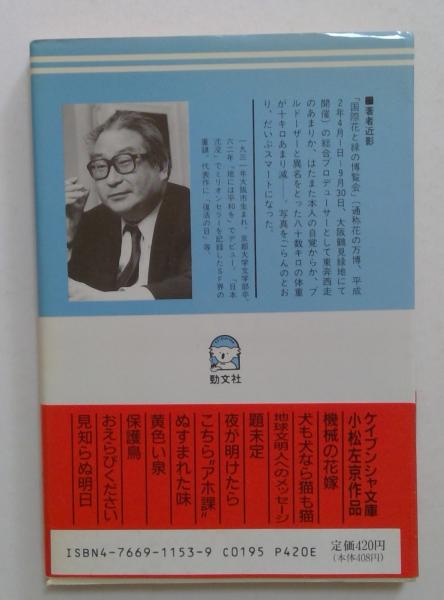 ■著者近影
「国際花と緑の博覧会」（通称花の万博、平成
2年4月1日−9月30日、大阪鶴見緑地にて
開催）の総合プロデューサーとして東奔西走
のあまりか、はたまた本人の自覚からか、ブ
ルドーザーと異名をとった八十数キロの体重
が十キロあまり減──。写真をごらんのとお
り、だいぶスマートになった。
一九三一年大阪市生まれ。京都大学文学部卒。
六二年「地には平和を」でデビュー。「日本
沈没」でミリオンセラーを記録したSF界の
重鎮。代表作に「復活の日」等。
勁文社
ケイブンシャ文庫
小松左京作品
機械の花嫁
犬も犬なら猫も猫
地球文明人へのメッセージ
題未定
夜が明けたら
こちら"アホ課"
ぬすまれた味
黄色い泉
保護鳥
おえらびください
見知らぬ明日
ISBN4-7669-1153-9 C0195 P420E
定価420円
(本体408円)